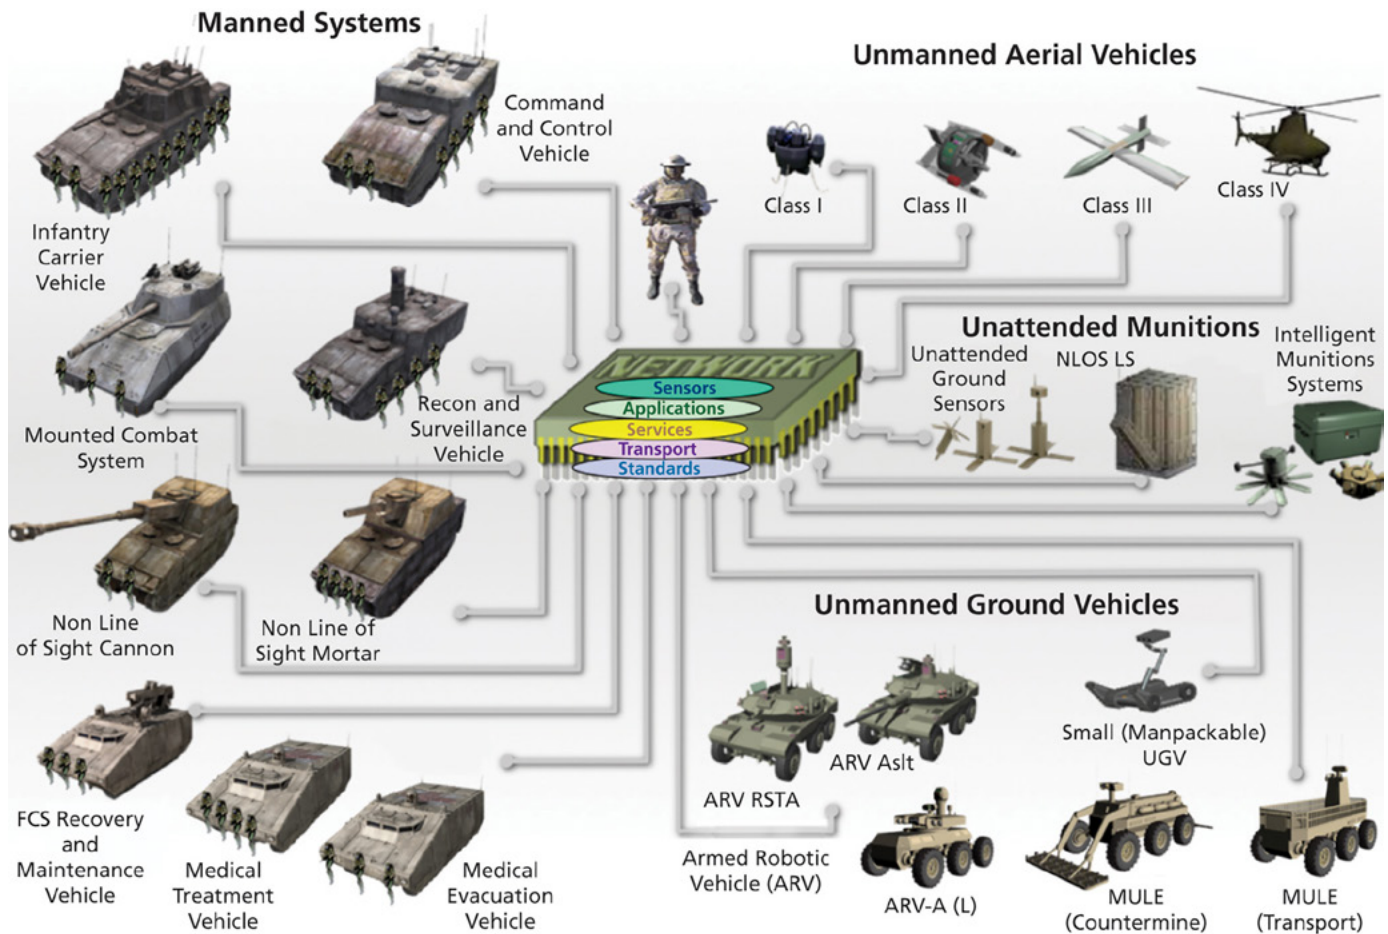 Manned Systems
Unmanned Aerial Vehicles
Command
and Control
Vehicle
Infantry
Carrier
Vehicle
Class I
Class II
Class III
Class IV
Mounted Combat
System
Recon and
Surveillance
Vehicle
NETWORK
Sensors
Applications
Services
Transport
Standards
Unattended Munitions
Unattended
Ground
Sensors
NLOS LS
Intelligent
Munitions
Systems
Non Line
of Sight Cannon
Non Line of
Sight Mortar
Unmanned Ground Vehicles
FCS Recovery
and
Maintenance
Vehicle
Medical
Treatment
Vehicle
Medical
Evacuation
Vehicle
ARV RSTA
ARV Aslt
Small (Manpackable)
UGV
Armed Robotic
Vehicle (ARV)
ARV-A (L)
MULE
(Countermine)
MULE
(Transport)